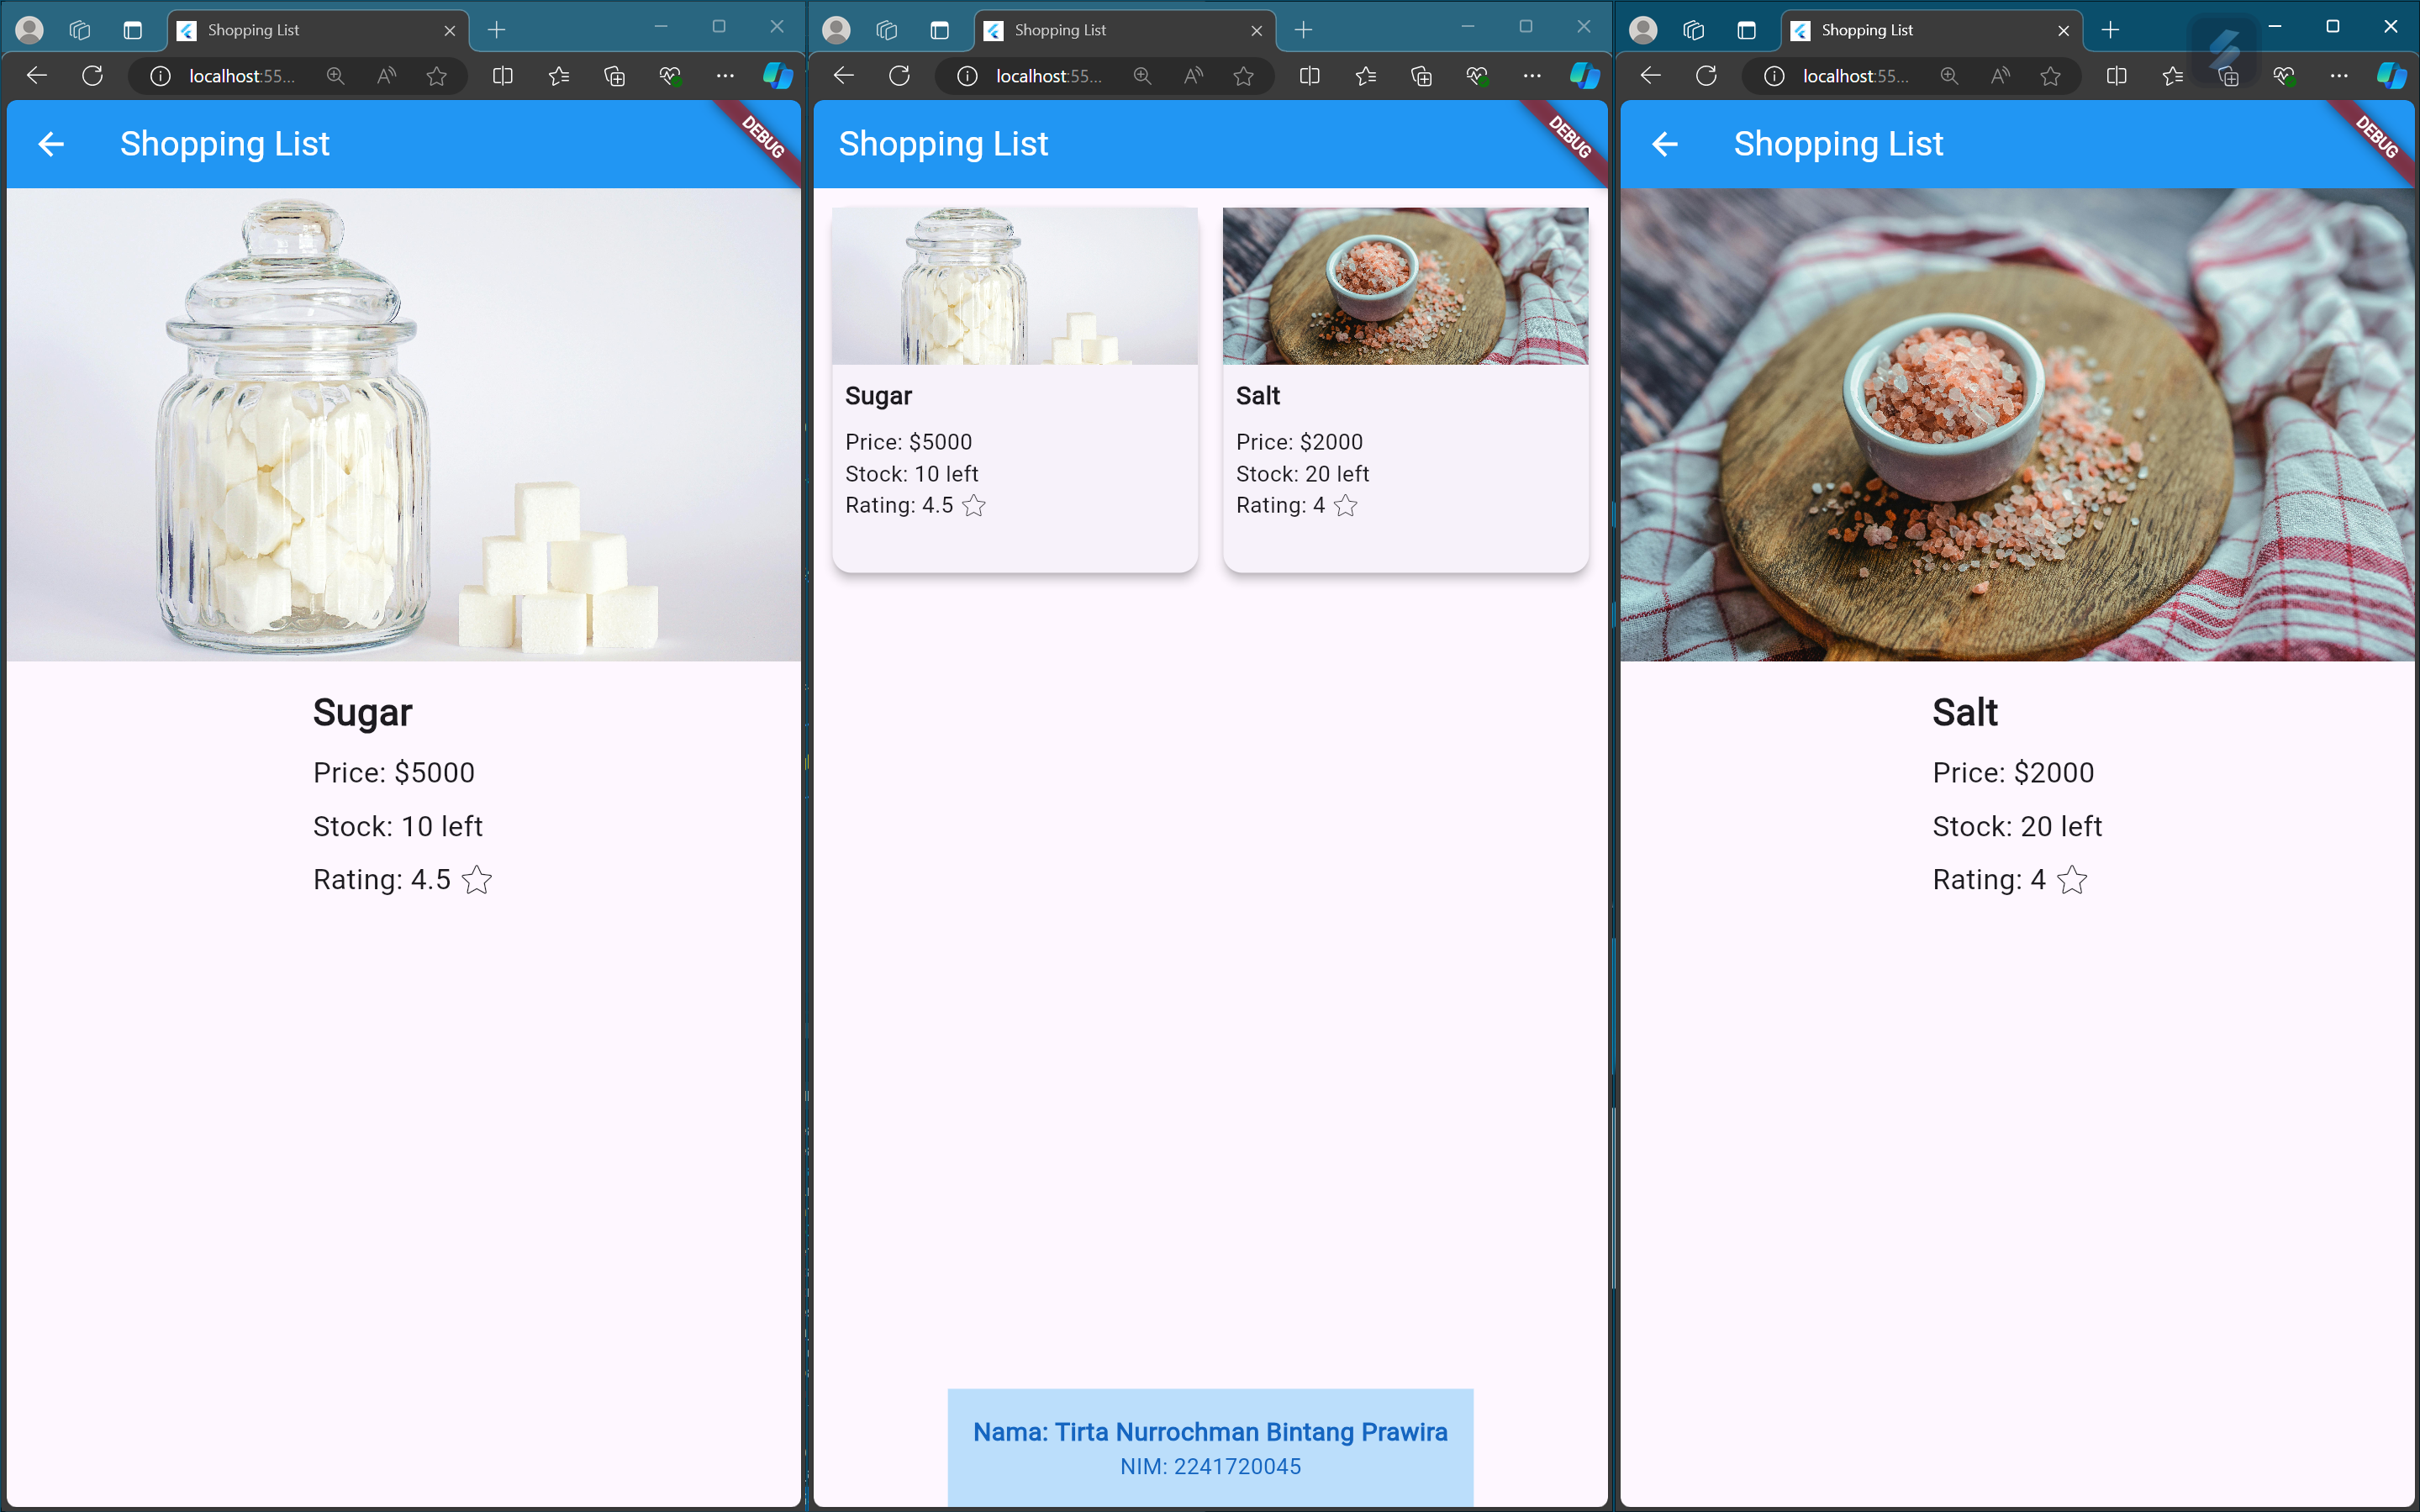 Shopping List
localhost:55...
Shopping List
DEBUG
Sugar
Price: $5000
Stock: 10 left
Rating: 4.5
Shopping List
localhost:55...
Shopping List
DEBUG
Sugar
Price: $5000
Stock: 10 left
Rating: 4.5
Salt
Price: $2000
Stock: 20 left
Rating: 4
Nama: Tirta Nurrochman Bintang Prawira
NIM: 2241720045
Shopping List
localhost:55...
Shopping List
DEBUG
Salt
Price: $2000
Stock: 20 left
Rating: 4